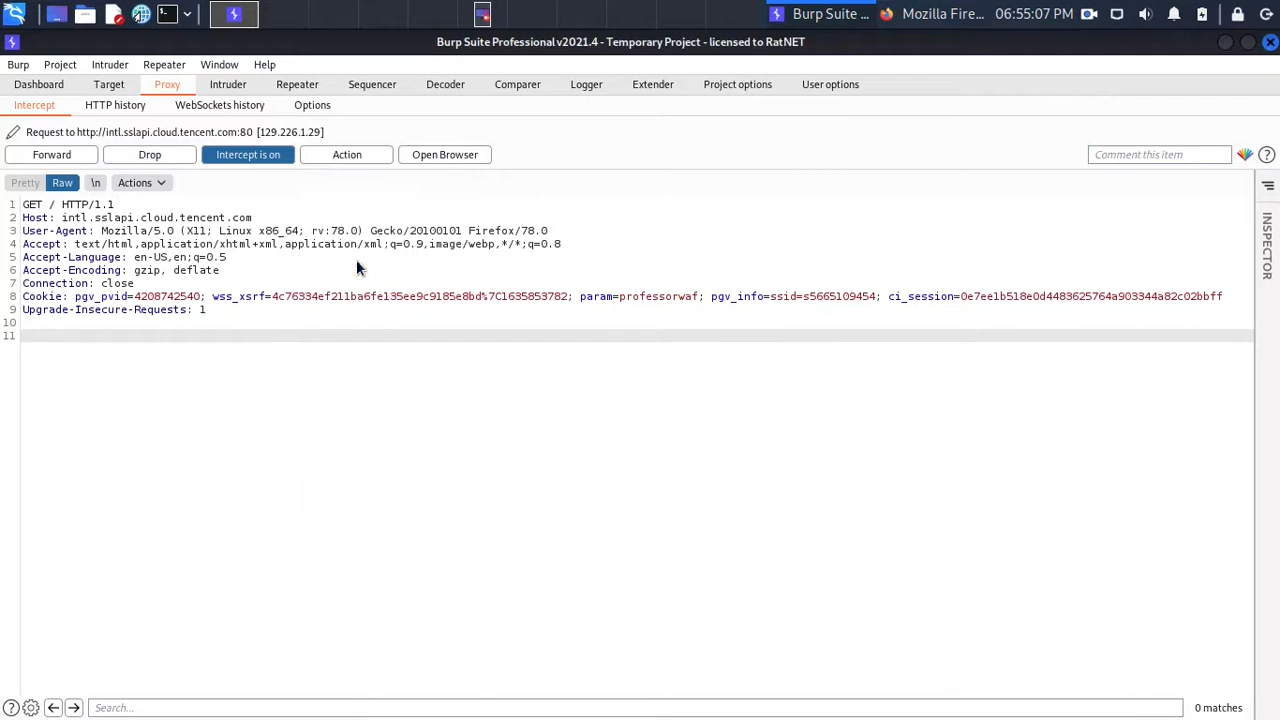 Burp Suite ...
Mozilla Fire...
06:55:07 PM
Burp Suite Professional v2021.4 - Temporary Project - licensed to RatNET
Burp Project Intruder Repeater Window Help
Dashboard Target Proxy Intruder Repeater Sequencer Decoder Comparer Logger Extender Project options User options
Intercept HTTP history WebSockets history Options
Request to http://intl.sslapi.cloud.tencent.com:80 [129.226.1.29]
Forward Drop Intercept is on Action Open Browser Comment this item ?
Pretty Raw \n Actions
1 GET / HTTP/1.1
2 Host: intl.sslapi.cloud.tencent.com
3 User-Agent: Mozilla/5.0 (X11; Linux x86_64; rv:78.0) Gecko/20100101 Firefox/78.0
4 Accept: text/html,application/xhtml+xml,application/xml;q=0.9,image/webp,*/*;q=0.8
5 Accept-Language: en-US,en;q=0.5
6 Accept-Encoding: gzip, deflate
7 Connection: close
8 Cookie: pgv_pvid=4208742540; wss_xsrf=4c76334ef211ba6fe135ee9c9185e8bd%7C1635853782; param=professorwaf; pgv_info=ssid=s5665109454; ci_session=0e7ee1b518e0d4483625764a903344a82c02bbff
9 Upgrade-Insecure-Requests: 1
10
11
INSPECTOR
? Search... 0 matches